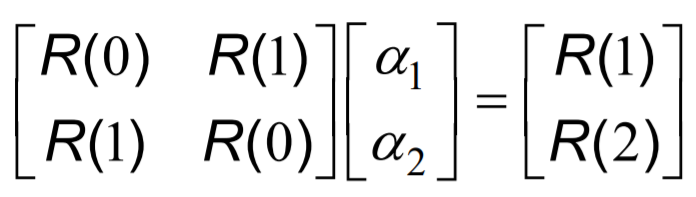 [R(0) R(1)] [α₁] = [R(1)]
[R(1) R(0)] [α₂] [R(2)]